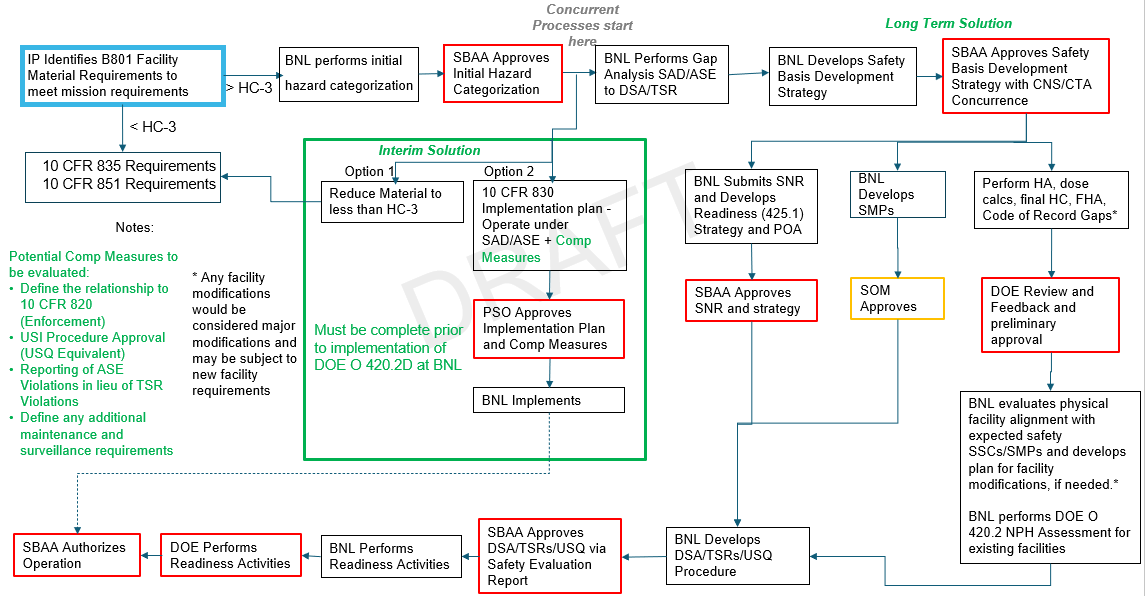 Concurrent
Processes start
here
Long Term Solution
IP Identifies B801 Facility
Material Requirements to
meet mission requirements
> HC-3
BNL performs initial
hazard categorization
SBAA Approves
Initial Hazard
Categorization
BNL Performs Gap
Analysis SAD/ASE
to DSA/TSR
BNL Develops Safety
Basis Development
Strategy
SBAA Approves Safety
Basis Development
Strategy with CNS/CTA
Concurrence
< HC-3
10 CFR 835 Requirements
10 CFR 851 Requirements
Interim Solution
Option 1
Reduce Material to
less than HC-3
Option 2
10 CFR 830
Implementation plan -
Operate under
SAD/ASE + Comp
Measures
PSO Approves
Implementation Plan
and Comp Measures
BNL Implements
Must be complete prior
to implementation of
DOE O 420.2D at BNL
DRAFT
BNL Submits SNR
and Develops
Readiness (425.1)
Strategy and POA
SBAA Approves
SNR and strategy
BNL
Develops
SMPs
SOM
Approves
Perform HA, dose
calcs, final HC, FHA,
Code of Record Gaps*
DOE Review and
Feedback and
preliminary
approval
BNL evaluates physical
facility alignment with
expected safety
SSCs/SMPs and develops
plan for facility
modifications, if needed.*
BNL performs DOE O
420.2 NPH Assessment for
existing facilities
Notes:
Potential Comp Measures to
be evaluated:
• Define the relationship to
10 CFR 820
(Enforcement)
• USI Procedure Approval
(USQ Equivalent)
• Reporting of ASE
Violations in lieu of TSR
Violations
• Define any additional
maintenance and
surveillance requirements
* Any facility
modifications
would be
considered major
modifications and
may be subject to
new facility
requirements
SBAA Authorizes
Operation
DOE Performs
Readiness Activities
BNL Performs
Readiness Activities
SBAA Approves
DSA/TSRs/USQ via
Safety Evaluation
Report
BNL Develops
DSA/TSRs/USQ
Procedure